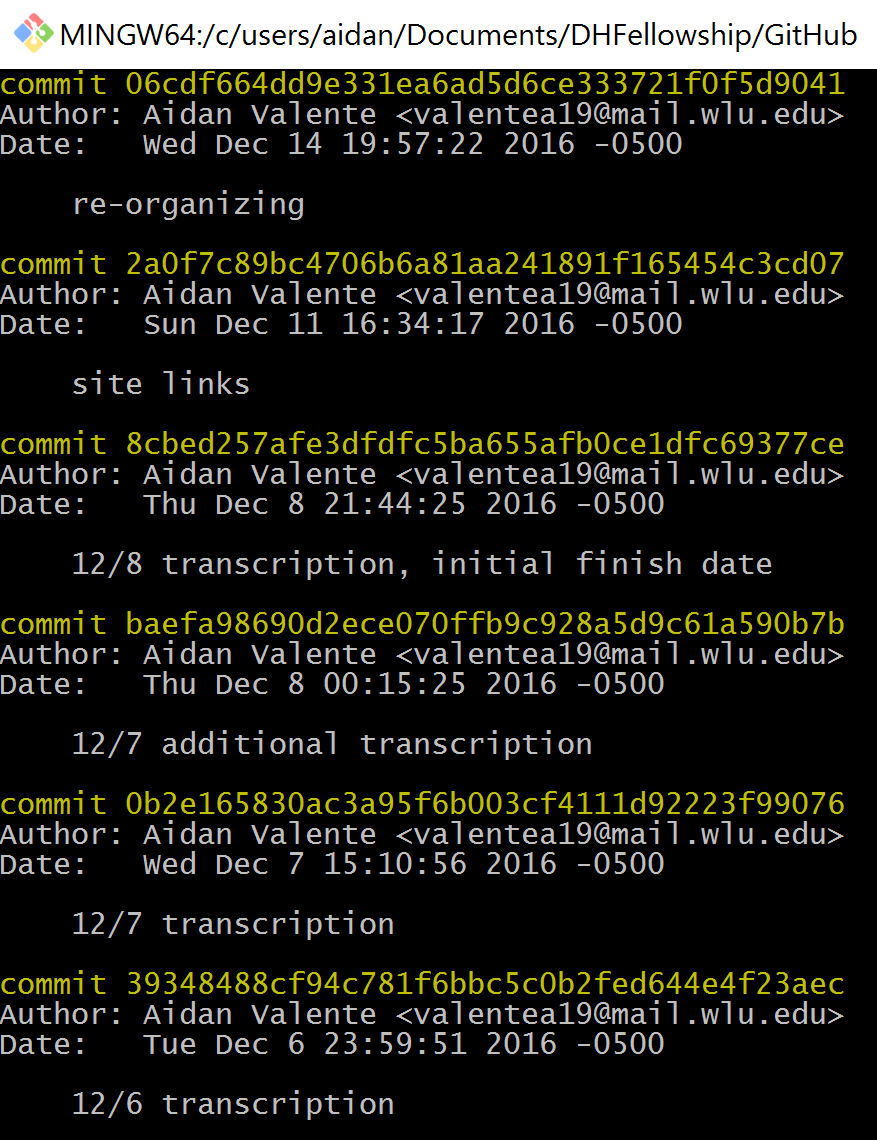 MINGW64:/c/users/aidan/Documents/DHFellowship/GitHub
commit 06cdf664dd9e331ea6ad5d6ce333721f0f5d9041
Author: Aidan Valente <valentea19@mail.wlu.edu>
Date:   Wed Dec 14 19:57:22 2016 -0500
re-organizing
commit 2a0f7c89bc4706b6a81aa241891f165454c3cd07
Author: Aidan Valente <valentea19@mail.wlu.edu>
Date:   Sun Dec 11 16:34:17 2016 -0500
site links
commit 8cbed257afe3dfdfc5ba655afb0ce1dfc69377ce
Author: Aidan Valente <valentea19@mail.wlu.edu>
Date:   Thu Dec 8 21:44:25 2016 -0500
12/8 transcription, initial finish date
commit baefa98690d2ece070ffb9c928a5d9c61a590b7b
Author: Aidan Valente <valentea19@mail.wlu.edu>
Date:   Thu Dec 8 00:15:25 2016 -0500
12/7 additional transcription
commit 0b2e165830ac3a95f6b003cf4111d92223f99076
Author: Aidan Valente <valentea19@mail.wlu.edu>
Date:   Wed Dec 7 15:10:56 2016 -0500
12/7 transcription
commit 39348488cf94c781f6bbc5c0b2fed644e4f23aec
Author: Aidan Valente <valentea19@mail.wlu.edu>
Date:   Tue Dec 6 23:59:51 2016 -0500
12/6 transcription